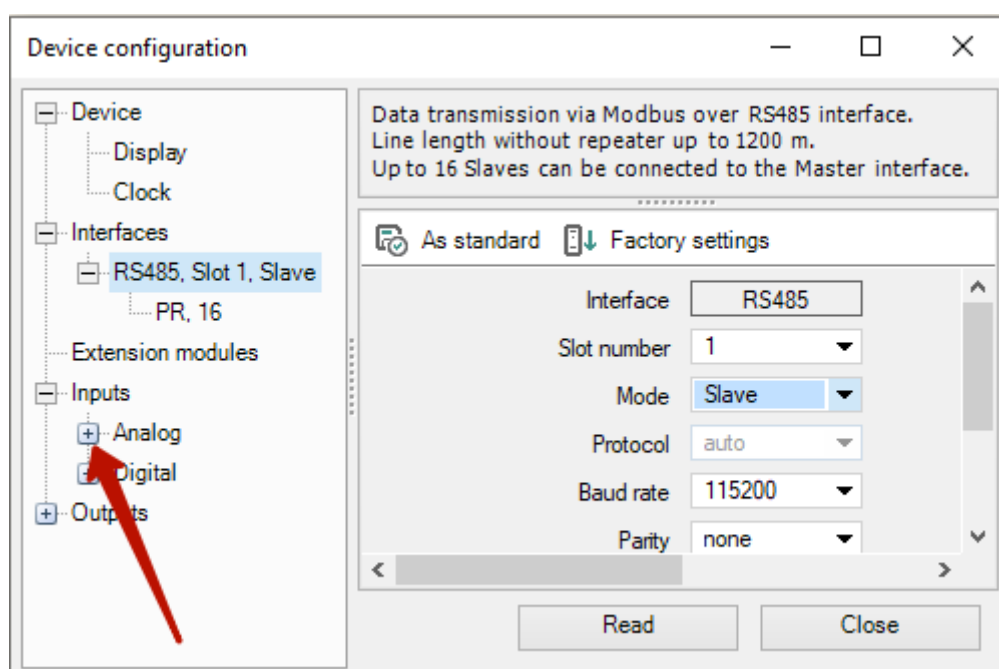 Device configuration
Device
Display
Clock
Interfaces
RS485, Slot 1, Slave
PR, 16
Extension modules
Inputs
Analog
Digital
Outputs
Data transmission via Modbus over RS485 interface.
Line length without repeater up to 1200 m.
Up to 16 Slaves can be connected to the Master interface.
As standard Factory settings
Interface RS485
Slot number 1
Mode Slave
Protocol auto
Baud rate 115200
Parity none
Read Close